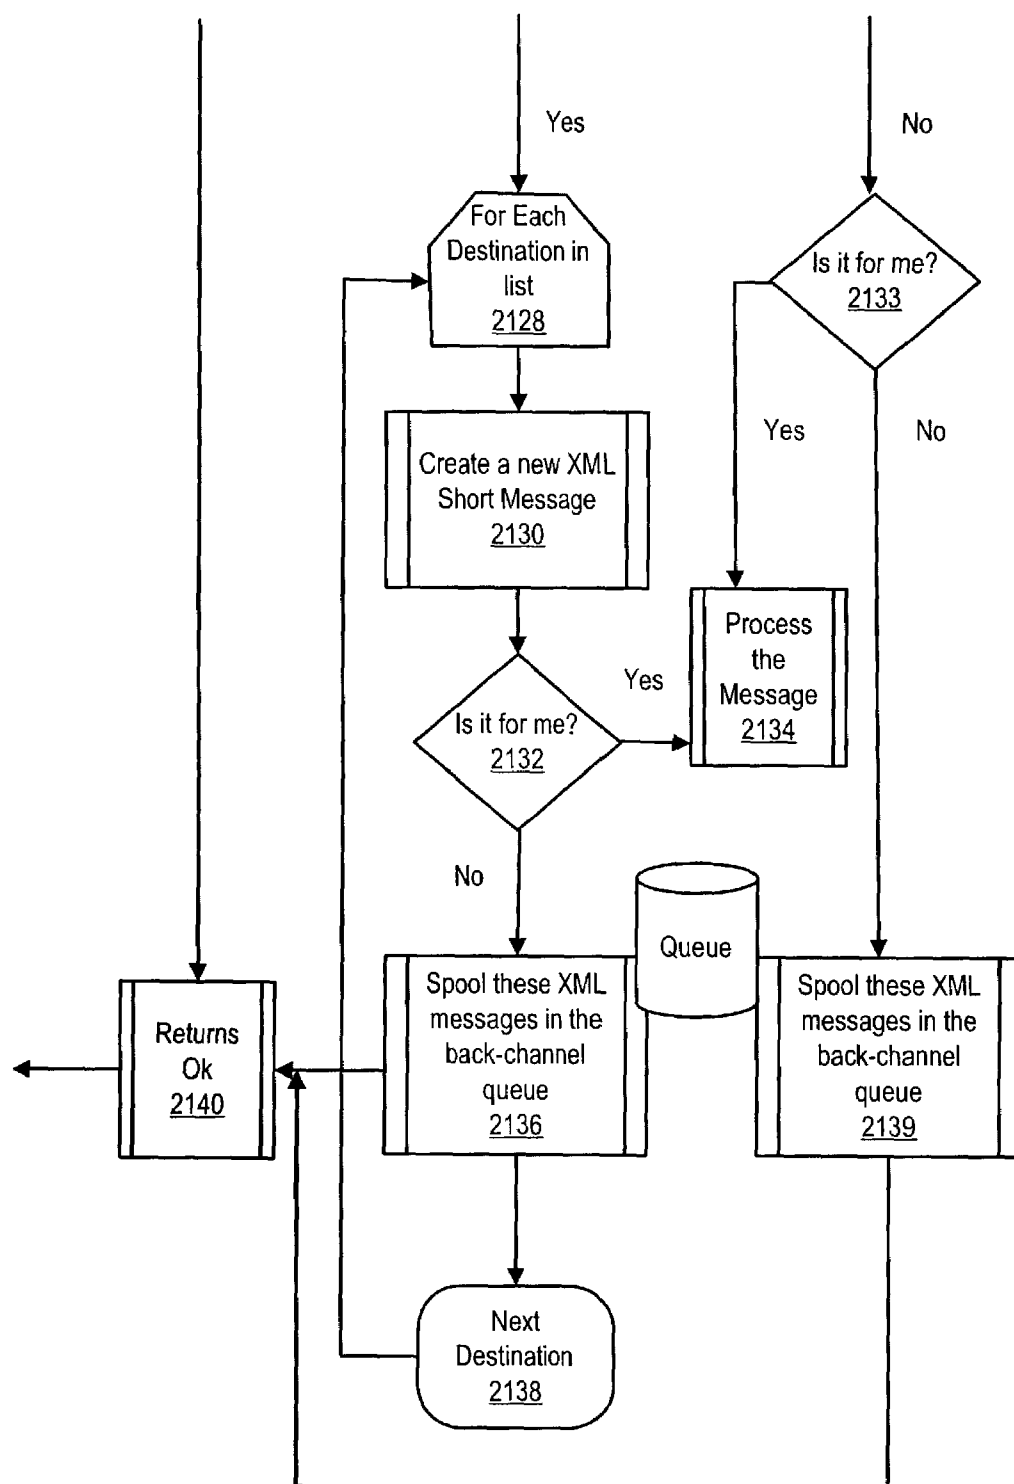 Yes
No
For Each
Destination in
list
2128
Is it for me?
2133
Yes
No
Create a new XML
Short Message
2130
Process
the
Message
2134
Yes
Is it for me?
2132
No
Queue
Spool these XML
messages in the
back-channel
queue
2136
Spool these XML
messages in the
back-channel
queue
2139
Returns
Ok
2140
Next
Destination
2138